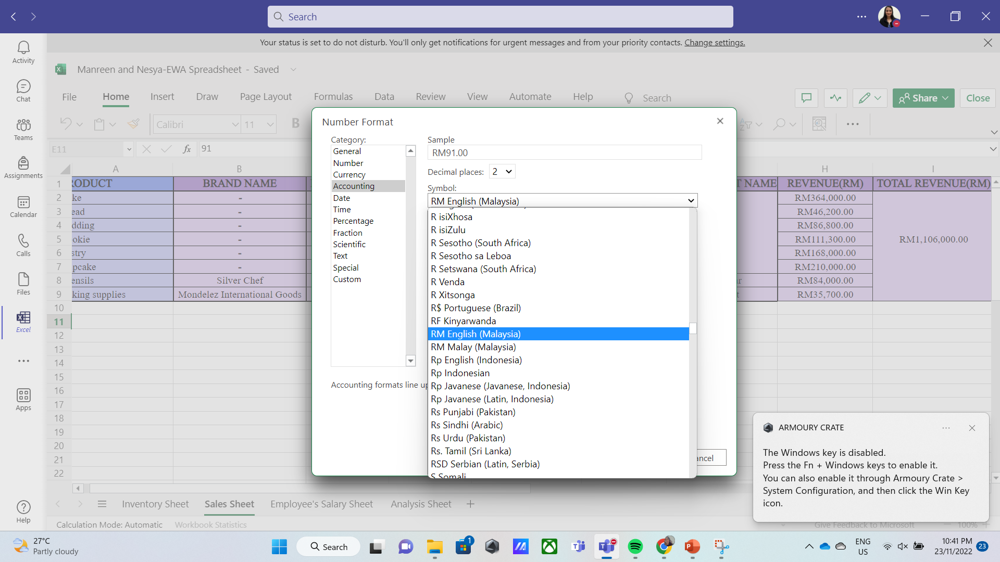 Search
Your status is set to do not disturb. You'll only get notifications for urgent messages and from your priority contacts. Change settings.
Activity
Chat
Teams
Assignments
Calendar
Calls
Files
Excel
Apps
Help
Manreen and Nesya-EWA Spreadsheet - Saved
File Home Insert Draw Page Layout Formulas Data Review View Automate Help Search
Share Close
Calibri 11 B
E11 fx 91
A B H I
1 RODUCT BRAND NAME T NAME REVENUE(RM) TOTAL REVENUE(RM)
2 ke - RM364,000.00
3 ead - RM46,200.00
4 dding - RM86,800.00
5 okie - RM111,300.00 RM1,106,000.00
6 stry - RM168,000.00
7 pcake - RM210,000.00
8 ensils Silver Chef r RM84,000.00
9 king supplies Mondelez International Goods t RM35,700.00
10
11
12
13
14
15
16
17
18
19
20
21
22
Number Format
Category:
General
Number
Currency
Accounting
Date
Time
Percentage
Fraction
Scientific
Text
Special
Custom
Sample
RM91.00
Decimal places: 2
Symbol:
RM English (Malaysia)
R isiXhosa
R isiZulu
R Sesotho (South Africa)
R Sesotho sa Leboa
R Setswana (South Africa)
R Venda
R Xitsonga
R$ Portuguese (Brazil)
RF Kinyarwanda
RM English (Malaysia)
RM Malay (Malaysia)
Rp English (Indonesia)
Rp Indonesian
Rp Javanese (Javanese, Indonesia)
Rp Javanese (Latin, Indonesia)
Rs Punjabi (Pakistan)
Rs Sindhi (Arabic)
Rs Urdu (Pakistan)
Rs. Tamil (Sri Lanka)
RSD Serbian (Latin, Serbia)
S Somali
Accounting formats line up
ancel
ARMOURY CRATE
The Windows key is disabled.
Press the Fn + Windows keys to enable it.
You can also enable it through Armoury Crate >
System Configuration, and then click the Win Key
icon.
Inventory Sheet Sales Sheet Employee's Salary Sheet Analysis Sheet
Calculation Mode: Automatic Workbook Statistics
Give Feedback to Microsoft 100%
27°C
Partly cloudy
Search
1
ENG
US
10:41 PM
23/11/2022
23